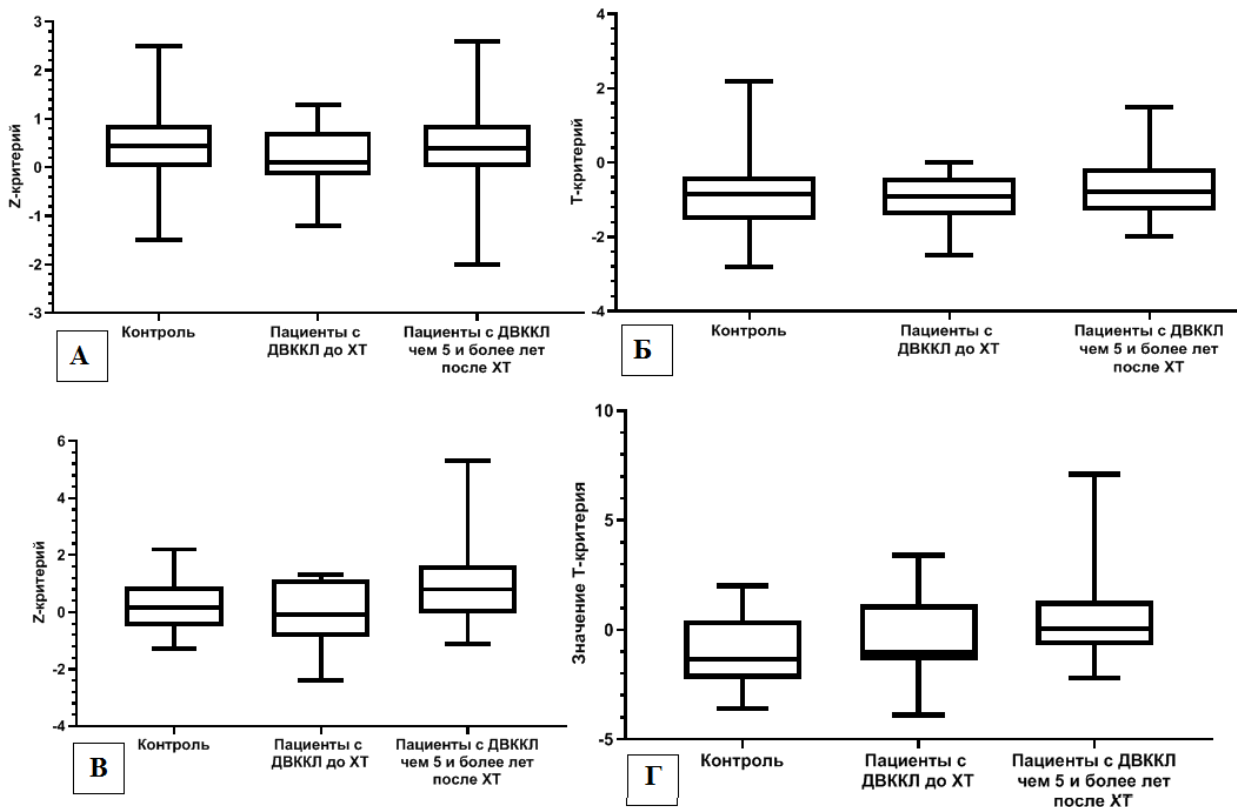 3
2
1
0
-1
-2
-3
Z-критерий
Контроль
Пациенты с
ДВККЛ до ХТ
Пациенты с ДВККЛ
чем 5 и более лет
после ХТ
А
4
2
0
-2
-4
Т-критерий
Контроль
Пациенты с
ДВККЛ до ХТ
Пациенты с ДВККЛ
чем 5 и более лет
после ХТ
Б
6
4
2
0
-2
-4
Z-критерий
Контроль
Пациенты с
ДВККЛ до ХТ
Пациенты с ДВККЛ
чем 5 и более лет
после ХТ
В
10
5
0
-5
Значение Т-критерия
Контроль
Пациенты с
ДВККЛ до ХТ
Пациенты с ДВККЛ
чем 5 и более лет
после ХТ
Г